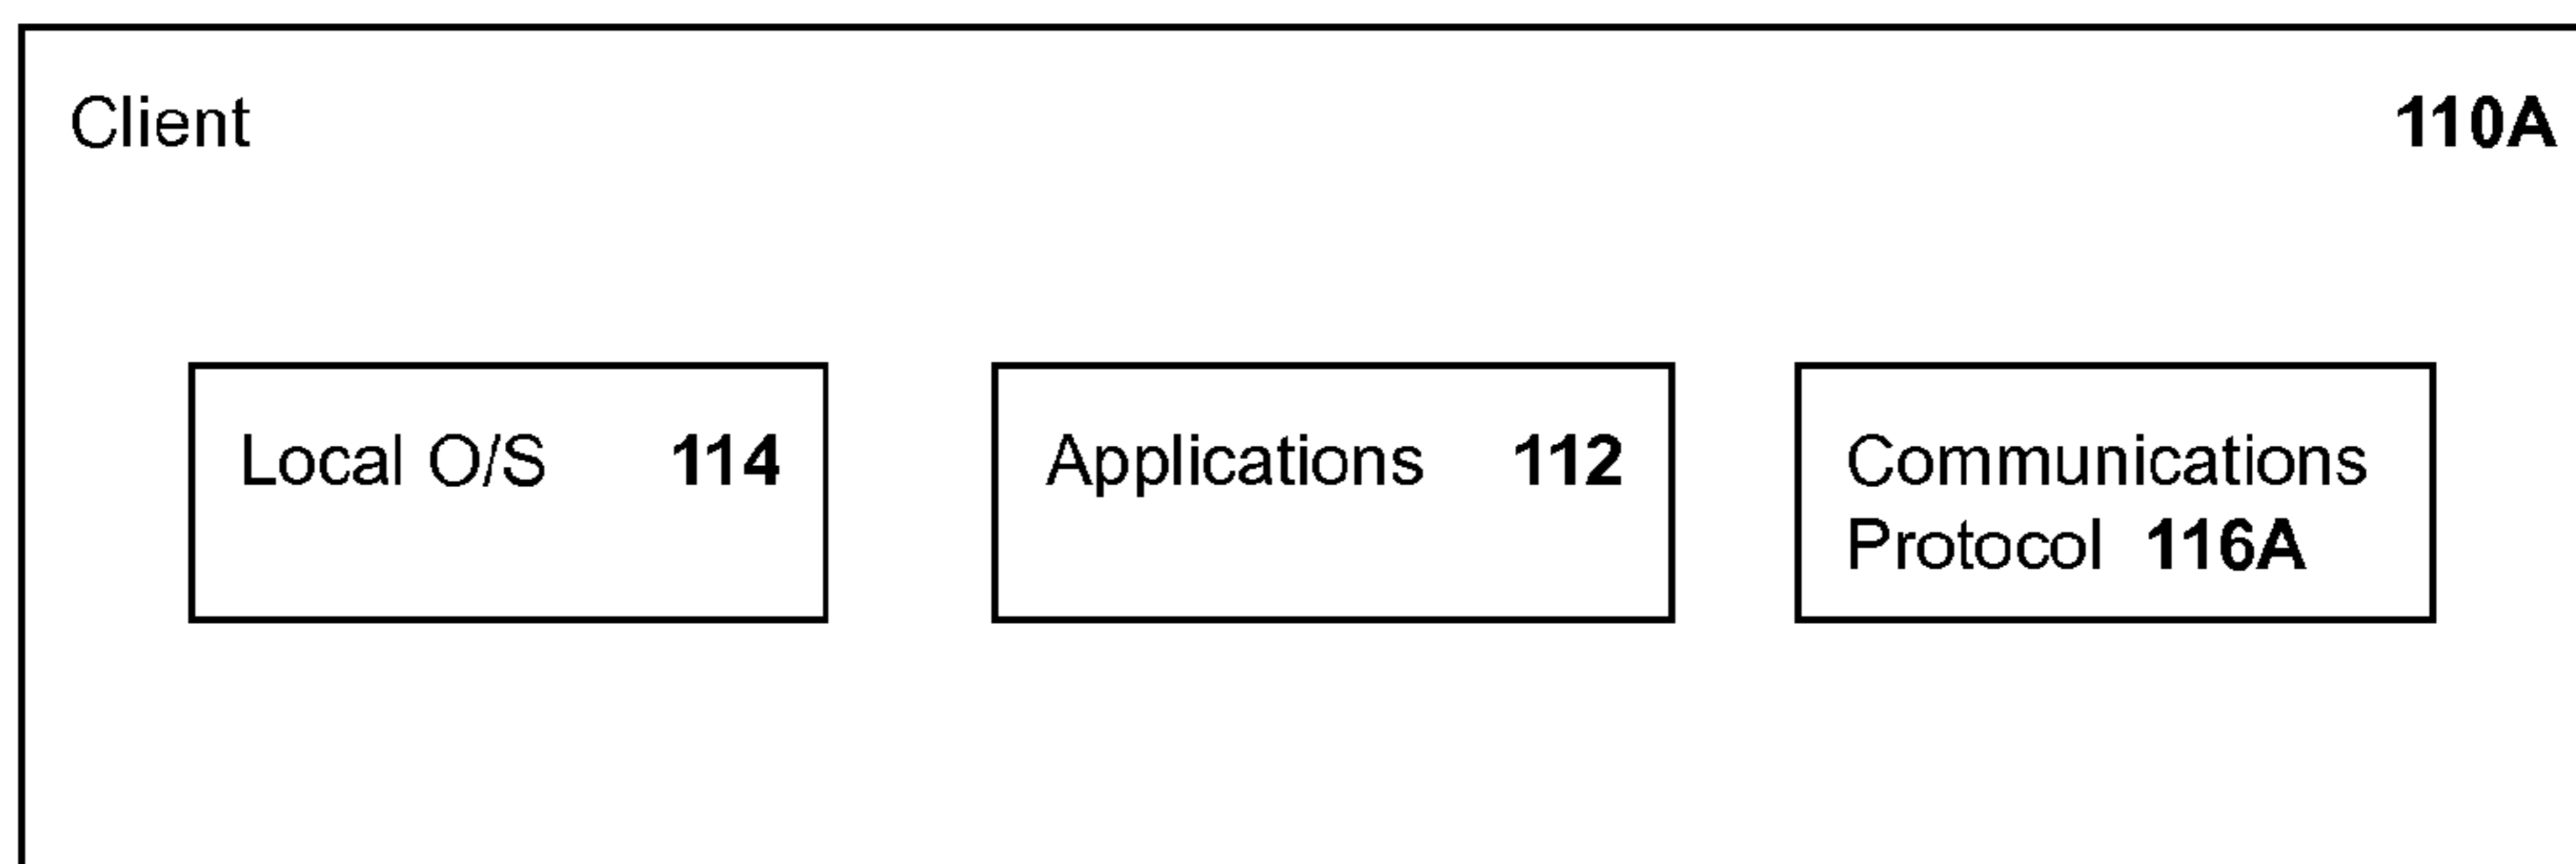 Client 110A
Local O/S 114
Applications 112
Communications
Protocol 116A